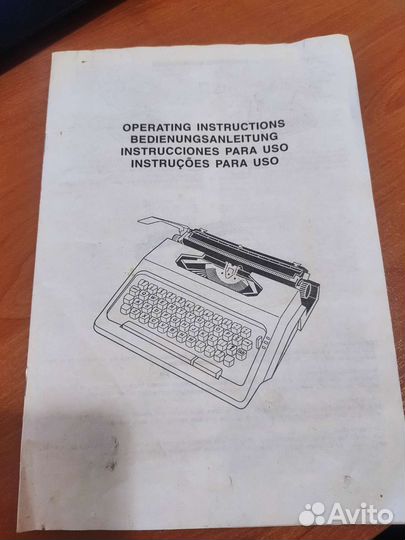 OPERATING INSTRUCTIONS
BEDIENUNGSANLEITUNG
INSTRUCCIONES PARA USO
INSTRUÇÕES PARA USO
Avito